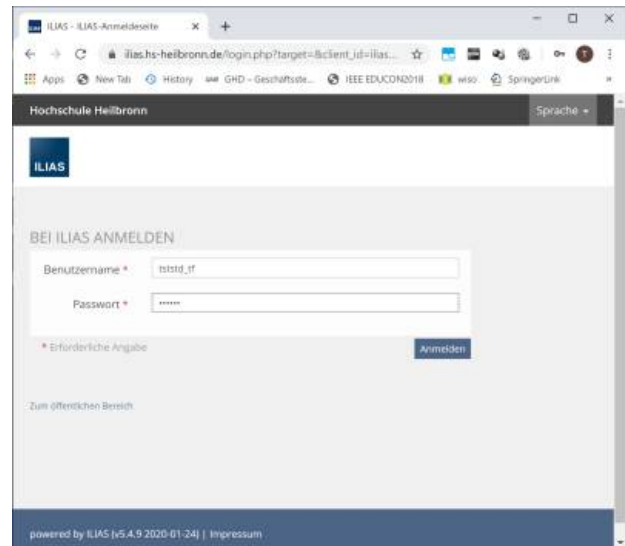 ILIAS - ILIAS-Anmeldeseite
ilias.hs-heilbronn.de/login.php?target=&client_id=ilias...
Apps New Tab History GHD – Geschäftsste... IEEE EDUCON2018 wiso SpringerLink »
Hochschule Heilbronn Sprache
ILIAS
BEI ILIAS ANMELDEN
Benutzername * tststd_tf
Passwort * ••••••
* Erforderliche Angabe Anmelden
Zum öffentlichen Bereich
powered by ILIAS (v5.4.9 2020-01-24) | Impressum